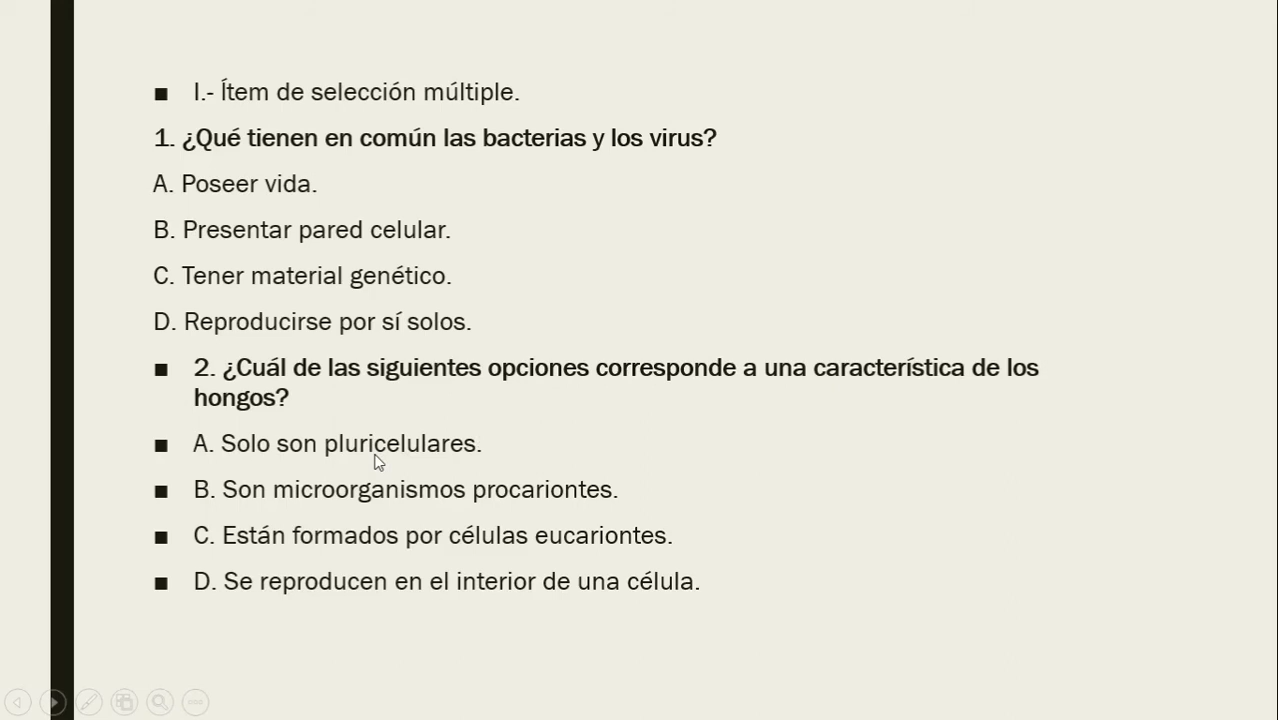 ■ I.- Ítem de selección múltiple.
1. ¿Qué tienen en común las bacterias y los virus?
A. Poseer vida.
B. Presentar pared celular.
C. Tener material genético.
D. Reproducirse por sí solos.
■ 2. ¿Cuál de las siguientes opciones corresponde a una característica de los
hongos?
■ A. Solo son pluricelulares.
■ B. Son microorganismos procariontes.
■ C. Están formados por células eucariontes.
■ D. Se reproducen en el interior de una célula.